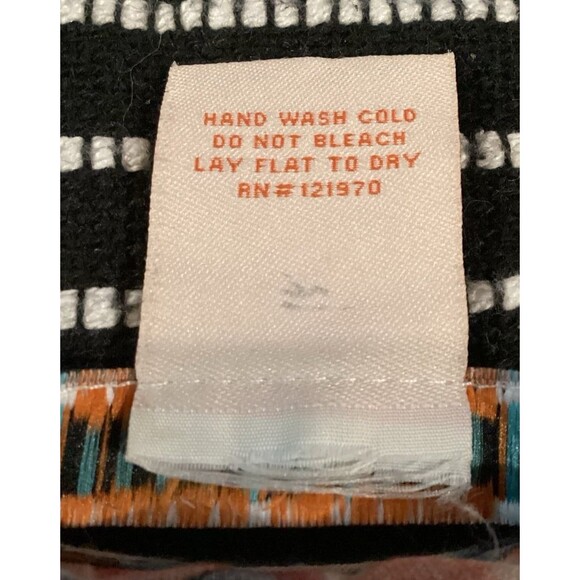 HAND WASH COLD
DO NOT BLEACH
LAY FLAT TO DRY
RN#121970